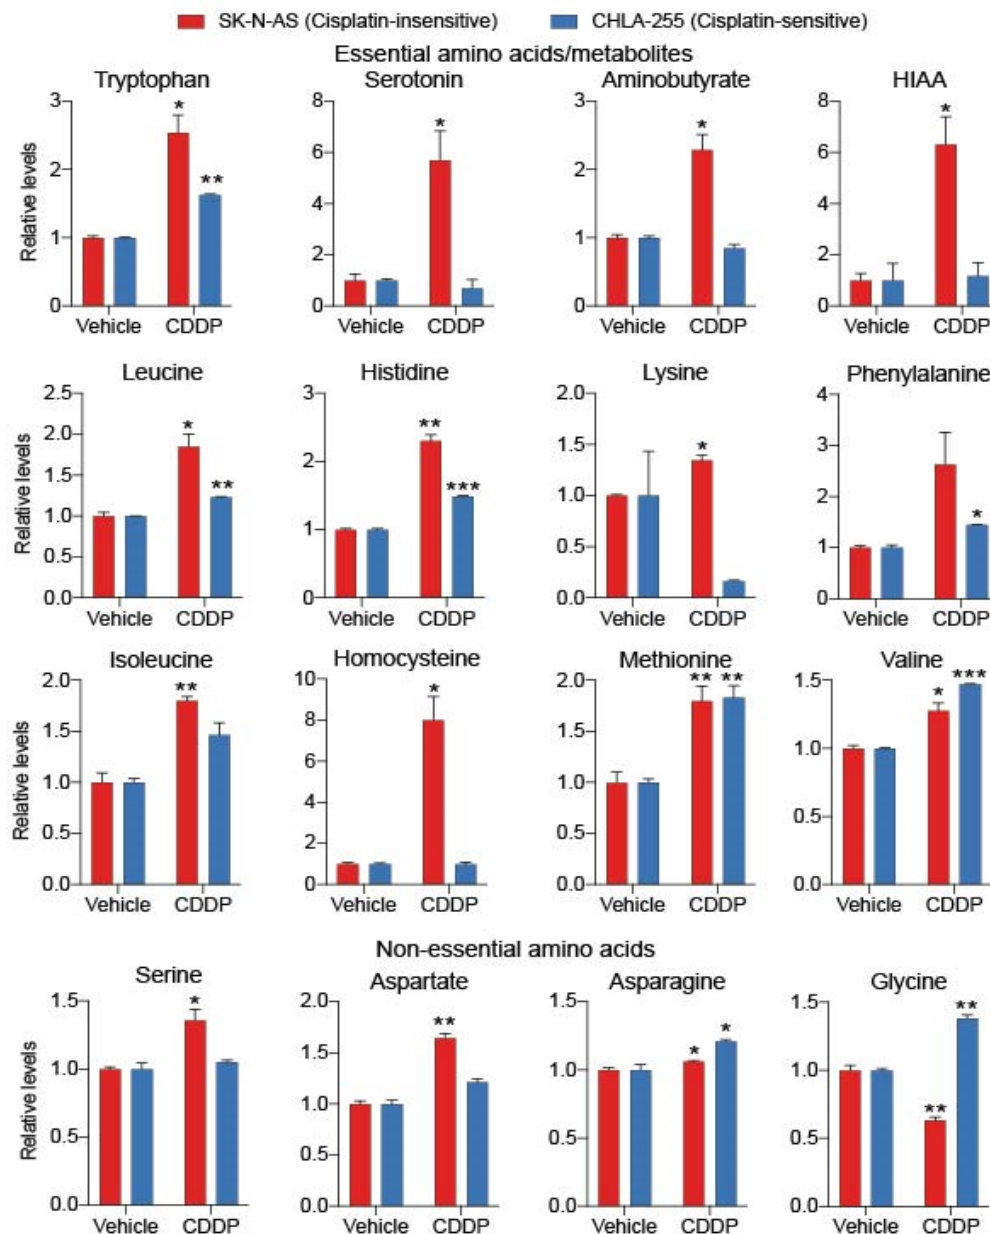 SK-N-AS (Cisplatin-insensitive) CHLA-255 (Cisplatin-sensitive)
Essential amino acids/metabolites
Tryptophan Serotonin Aminobutyrate HIAA
Relative levels
3 2 1 0
8 6 4 2 0
3 2 1 0
8 6 4 2 0
* **
*
*
*
Vehicle CDDP Vehicle CDDP Vehicle CDDP Vehicle CDDP
Leucine Histidine Lysine Phenylalanine
Relative levels
2.5 2.0 1.5 1.0 0.5 0.0
3 2 1 0
2.0 1.5 1.0 0.5 0.0
4 3 2 1 0
* **
** ***
*
*
Vehicle CDDP Vehicle CDDP Vehicle CDDP Vehicle CDDP
Isoleucine Homocysteine Methionine Valine
Relative levels
2.0 1.5 1.0 0.5 0.0
10 8 6 4 2 0
2.0 1.5 1.0 0.5 0.0
1.5 1.0 0.5 0.0
**
*
** **
* ***
Vehicle CDDP Vehicle CDDP Vehicle CDDP Vehicle CDDP
Non-essential amino acids
Serine Aspartate Asparagine Glycine
Relative levels
1.5 1.0 0.5 0.0
2.0 1.5 1.0 0.5 0.0
1.5 1.0 0.5 0.0
1.5 1.0 0.5 0.0
*
**
* *
** **
Vehicle CDDP Vehicle CDDP Vehicle CDDP Vehicle CDDP